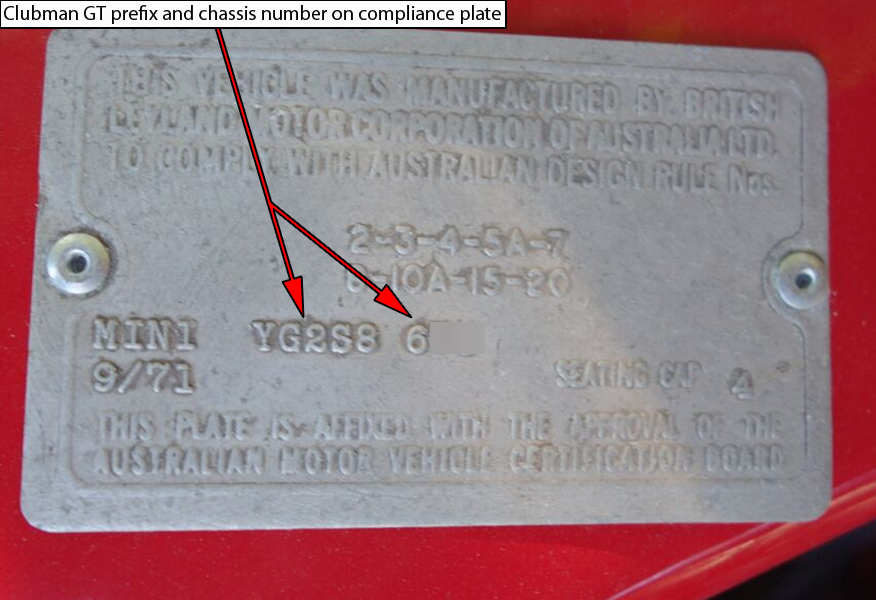 Clubman GT prefix and chassis number on compliance plate
THIS VEHICLE WAS MANUFACTURED BY BRITISH
LEYLAND MOTOR CORPORATION OF AUSTRALIA LTD.
TO COMPLY WITH AUSTRALIAN DESIGN RULE Nos.
2-3-4-5A-7
8-10A-15-20
MINI YG2S8 6
9/71 SEATING CAP 4
THIS PLATE IS AFFIXED WITH THE APPROVAL OF THE
AUSTRALIAN MOTOR VEHICLE CERTIFICATION BOARD